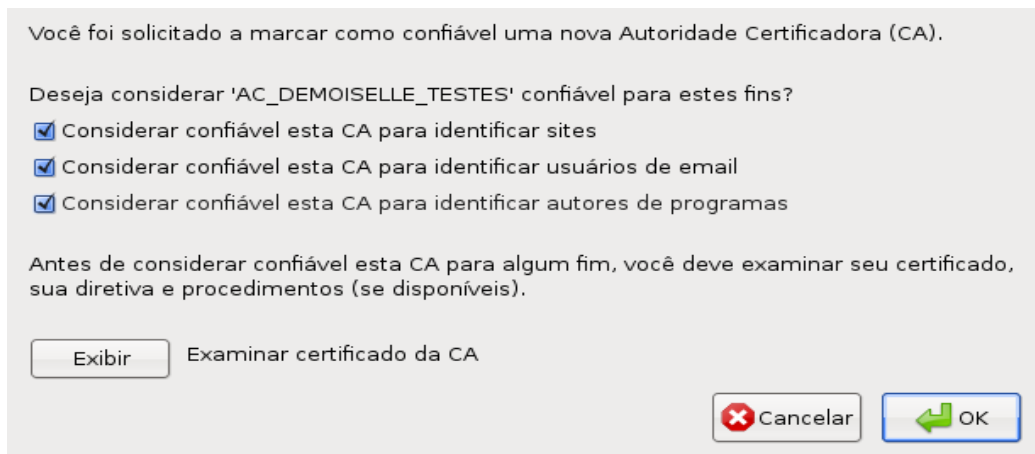 Você foi solicitado a marcar como confiável uma nova Autoridade Certificadora (CA).
Deseja considerar 'AC_DEMOISELLE_TESTES' confiável para estes fins?
Considerar confiável esta CA para identificar sites
Considerar confiável esta CA para identificar usuários de email
Considerar confiável esta CA para identificar autores de programas
Antes de considerar confiável esta CA para algum fim, você deve examinar seu certificado,
sua diretiva e procedimentos (se disponíveis).
Exibir Examinar certificado da CA
Cancelar OK